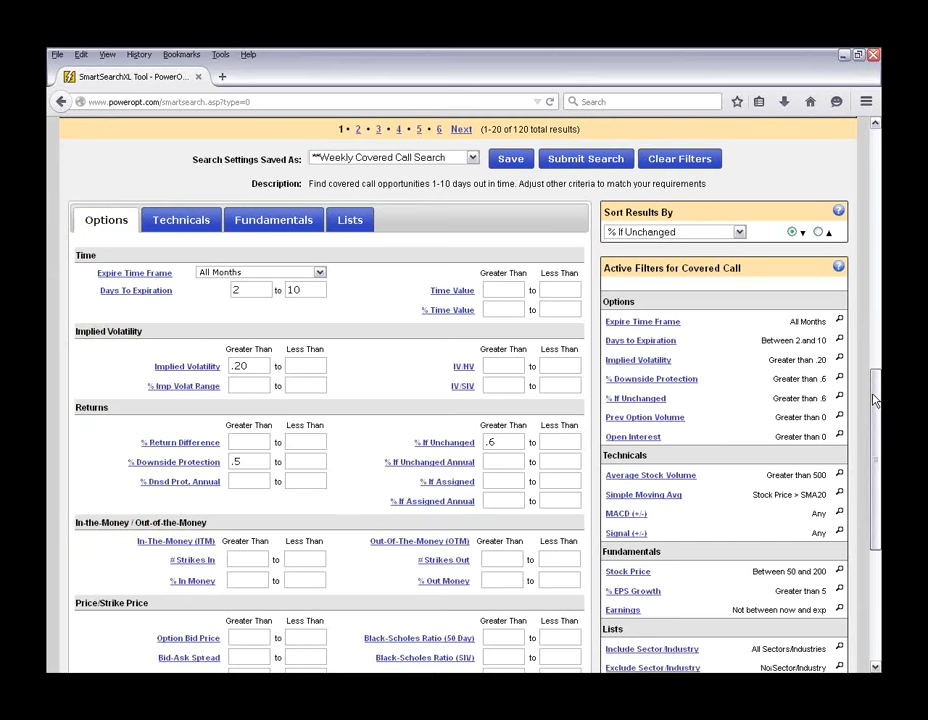 File Edit View History Bookmarks Tools Help
SmartSearchXL Tool - PowerO... × +
www.poweropt.com/smartsearch.asp?type=0 Search
1 • 2 • 3 • 4 • 5 • 6 Next (1-20 of 120 total results)
Search Settings Saved As: **Weekly Covered Call Search Save Submit Search Clear Filters
Description: Find covered call opportunities 1-10 days out in time. Adjust other criteria to match your requirements
Options Technicals Fundamentals Lists
Time
Expire Time Frame All Months Greater Than Less Than
Days To Expiration 2 to 10 Time Value to
% Time Value to
Implied Volatility
Greater Than Less Than Greater Than Less Than
Implied Volatility .20 to IV/HV to
% Imp Volat Range to IV/SIV to
Returns
Greater Than Less Than Greater Than Less Than
% Return Difference to % If Unchanged .6 to
% Downside Protection .5 to % If Unchanged Annual to
% Dnsd Prot. Annual to % If Assigned to
% If Assigned Annual to
In-the-Money / Out-of-the-Money
In-The-Money (ITM) Greater Than Less Than Out-Of-The-Money (OTM) Greater Than Less Than
# Strikes In to # Strikes Out to
% In Money to % Out Money to
Price/Strike Price
Greater Than Less Than Greater Than Less Than
Option Bid Price to Black-Scholes Ratio (50 Day) to
Bid-Ask Spread to Black-Scholes Ratio (SIV) to
Sort Results By ?
% If Unchanged ▼ ▲
Active Filters for Covered Call ?
Options
Expire Time Frame All Months
Days to Expiration Between 2 and 10
Implied Volatility Greater than .20
% Downside Protection Greater than .6
% If Unchanged Greater than .6
Prev Option Volume Greater than 0
Open Interest Greater than 0
Technicals
Average Stock Volume Greater than 500
Simple Moving Avg Stock Price > SMA20
MACD (+/-) Any
Signal (+/-) Any
Fundamentals
Stock Price Between 50 and 200
% EPS Growth Greater than 5
Earnings Not between now and exp
Lists
Include Sector/Industry All Sectors/Industries
Exclude Sector/Industry No Sector/Industry